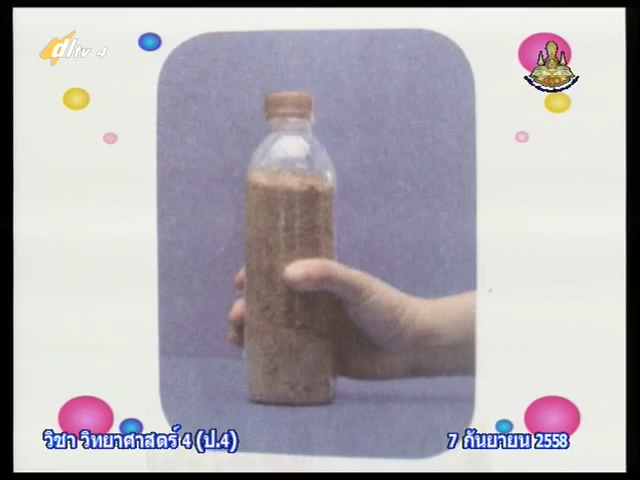 dltv 4
วิชา วิทยาศาสตร์ 4 (ป.4)
7 กันยายน 2558